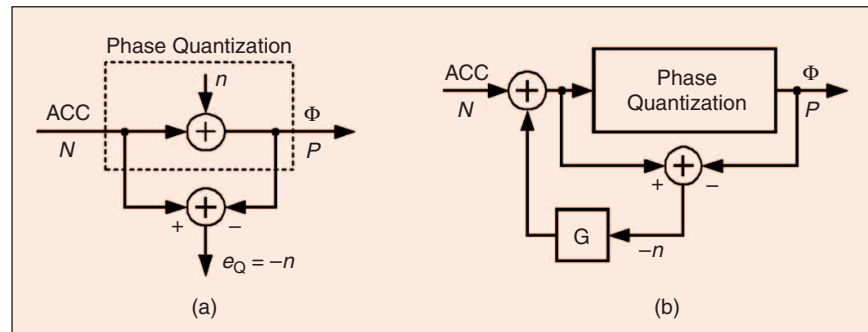 Phase Quantization
n
ACC
N
Φ
P
+
+
+
−
e_Q = −n
(a)
ACC
N
+
Phase
Quantization
Φ
P
+
+
−
G
−n
(b)